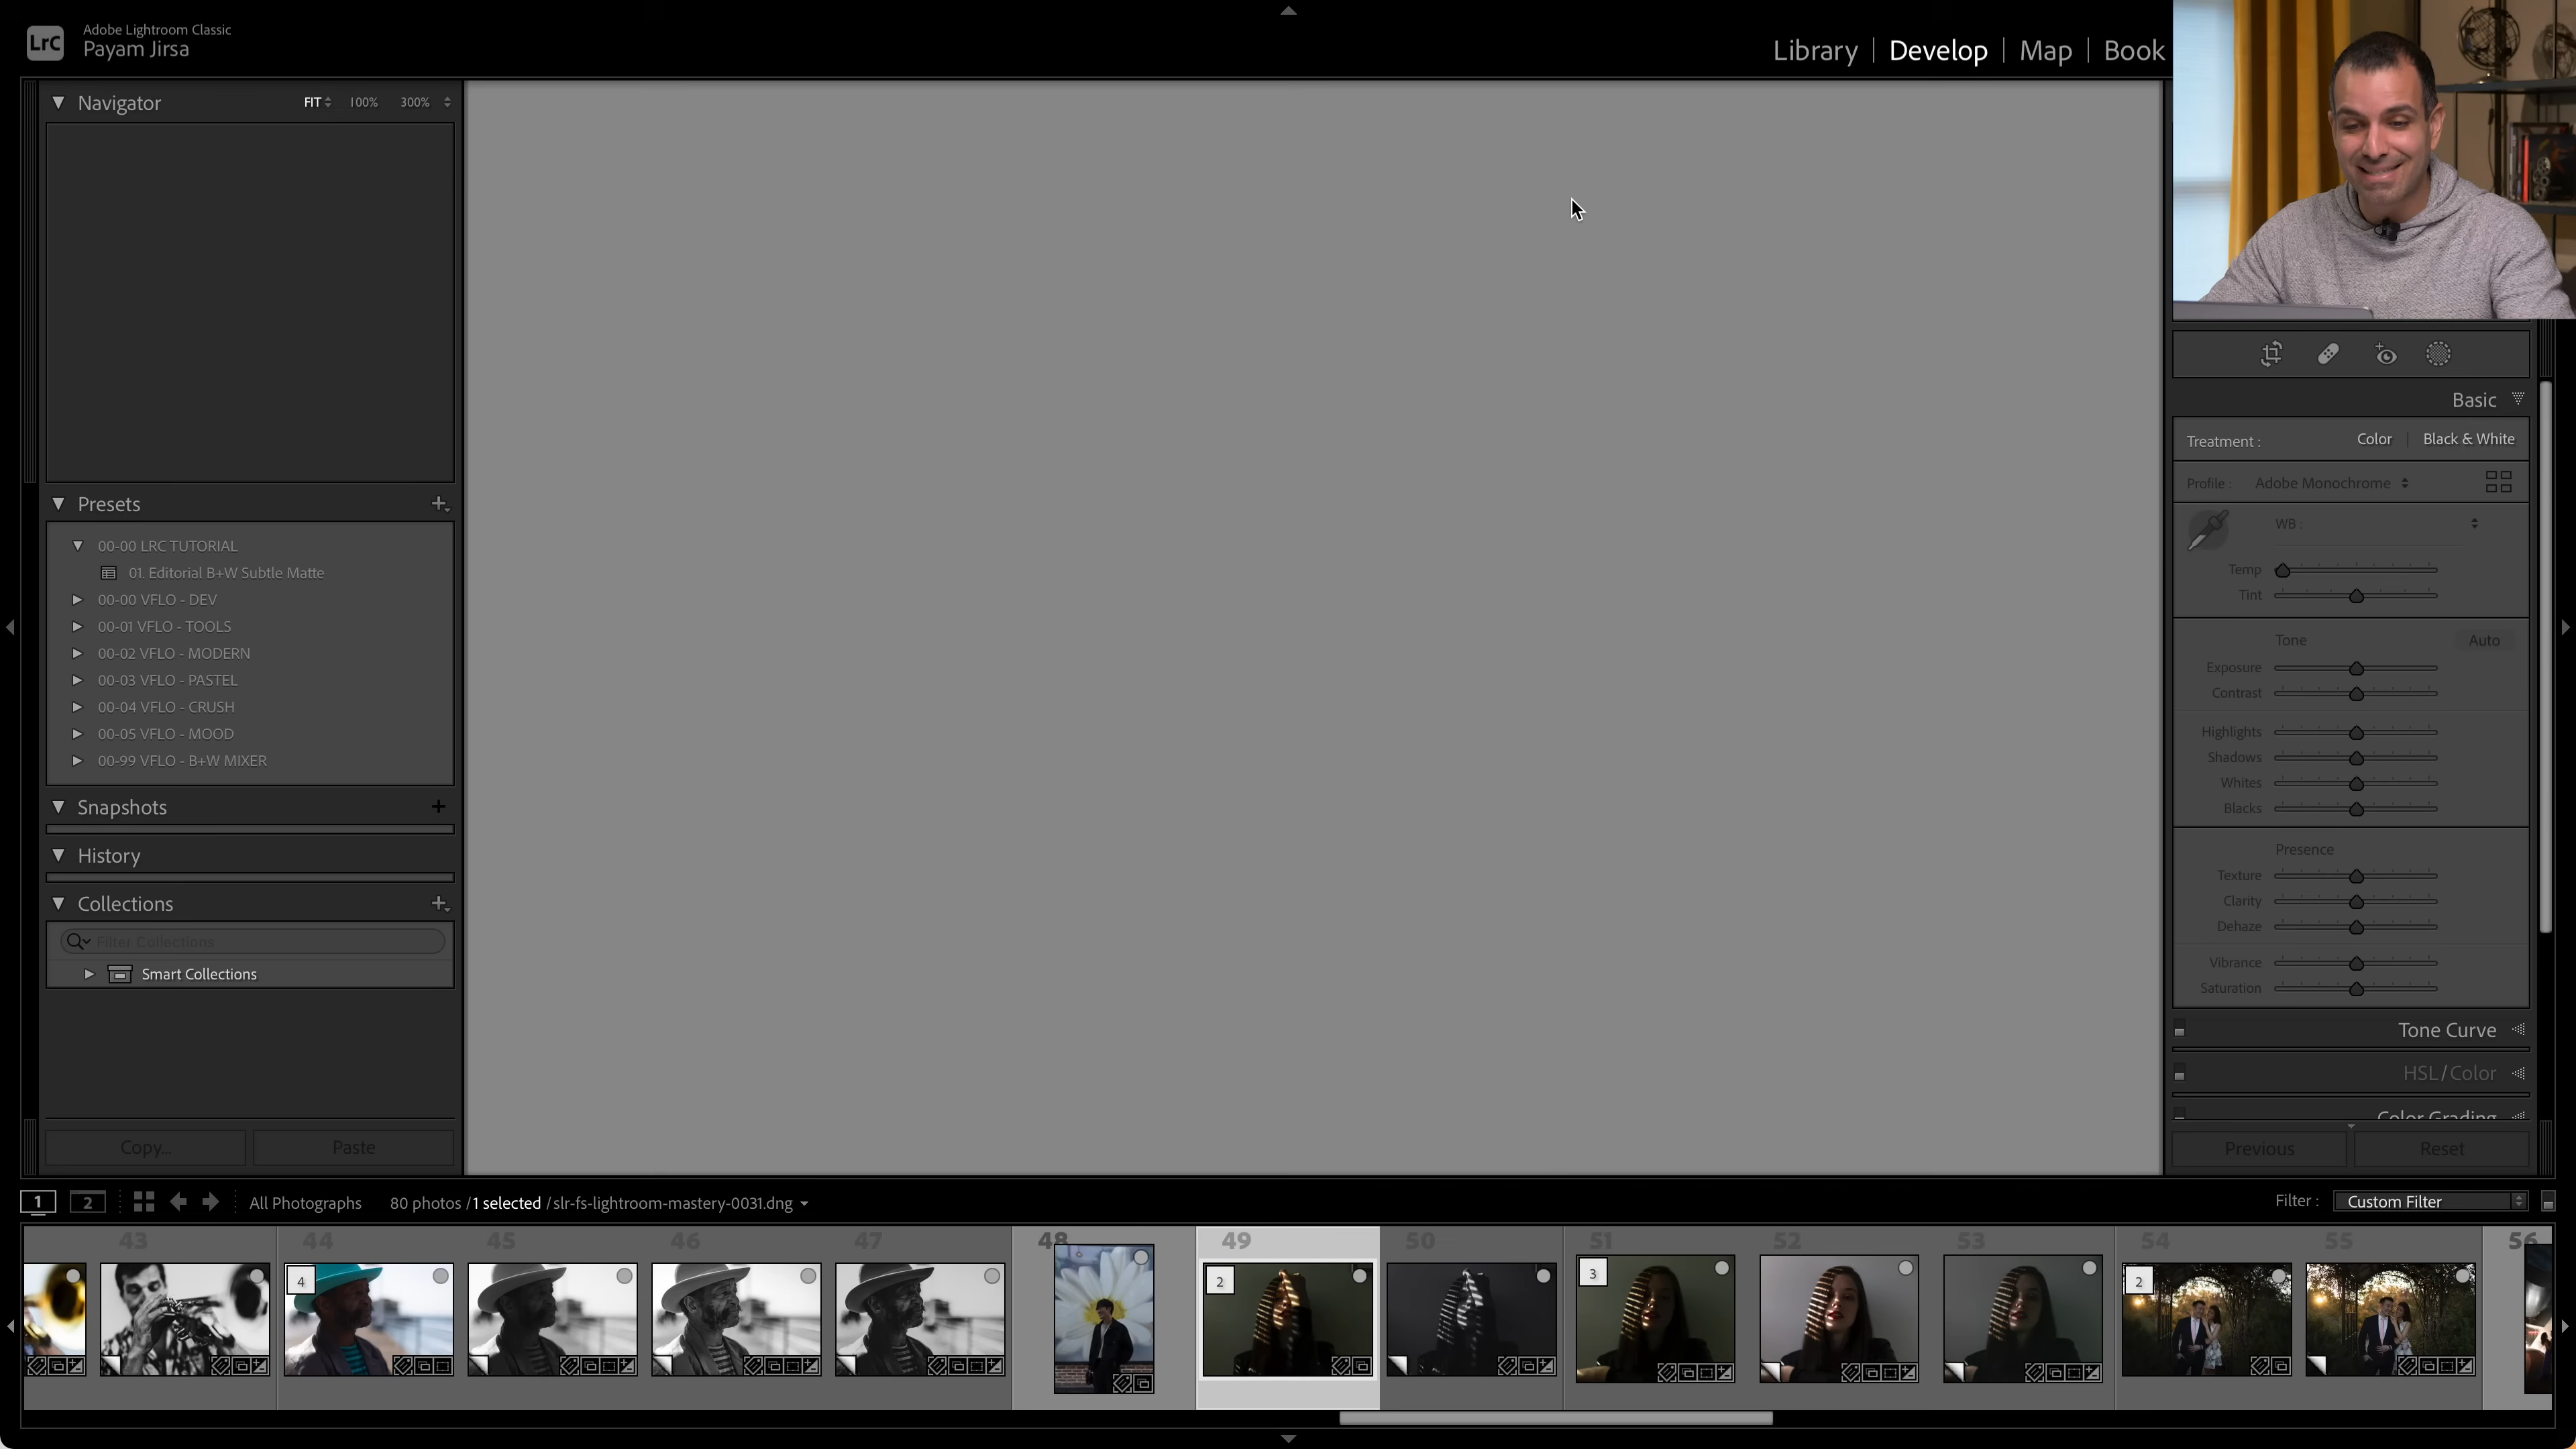 LrC
Adobe Lightroom Classic
Payam Jirsa
Library | Develop | Map | Book
Navigator FIT 100% 300%
Presets
00-00 LRC TUTORIAL
01. Editorial B+W Subtle Matte
00-00 VFLO - DEV
00-01 VFLO - TOOLS
00-02 VFLO - MODERN
00-03 VFLO - PASTEL
00-04 VFLO - CRUSH
00-05 VFLO - MOOD
00-99 VFLO - B+W MIXER
Snapshots
History
Collections
Filter Collections
Smart Collections
Copy... Paste
Basic
Treatment : Color | Black & White
Profile : Adobe Monochrome
WB :
Temp
Tint
Tone Auto
Exposure
Contrast
Highlights
Shadows
Whites
Blacks
Presence
Texture
Clarity
Dehaze
Vibrance
Saturation
Tone Curve
HSL / Color
Color Grading
Previous Reset
1 2 All Photographs 80 photos / 1 selected / slr-fs-lightroom-mastery-0031.dng Filter : Custom Filter
43 44 45 46 47 48 49 50 51 52 53 54 55 56
4 2 3 2